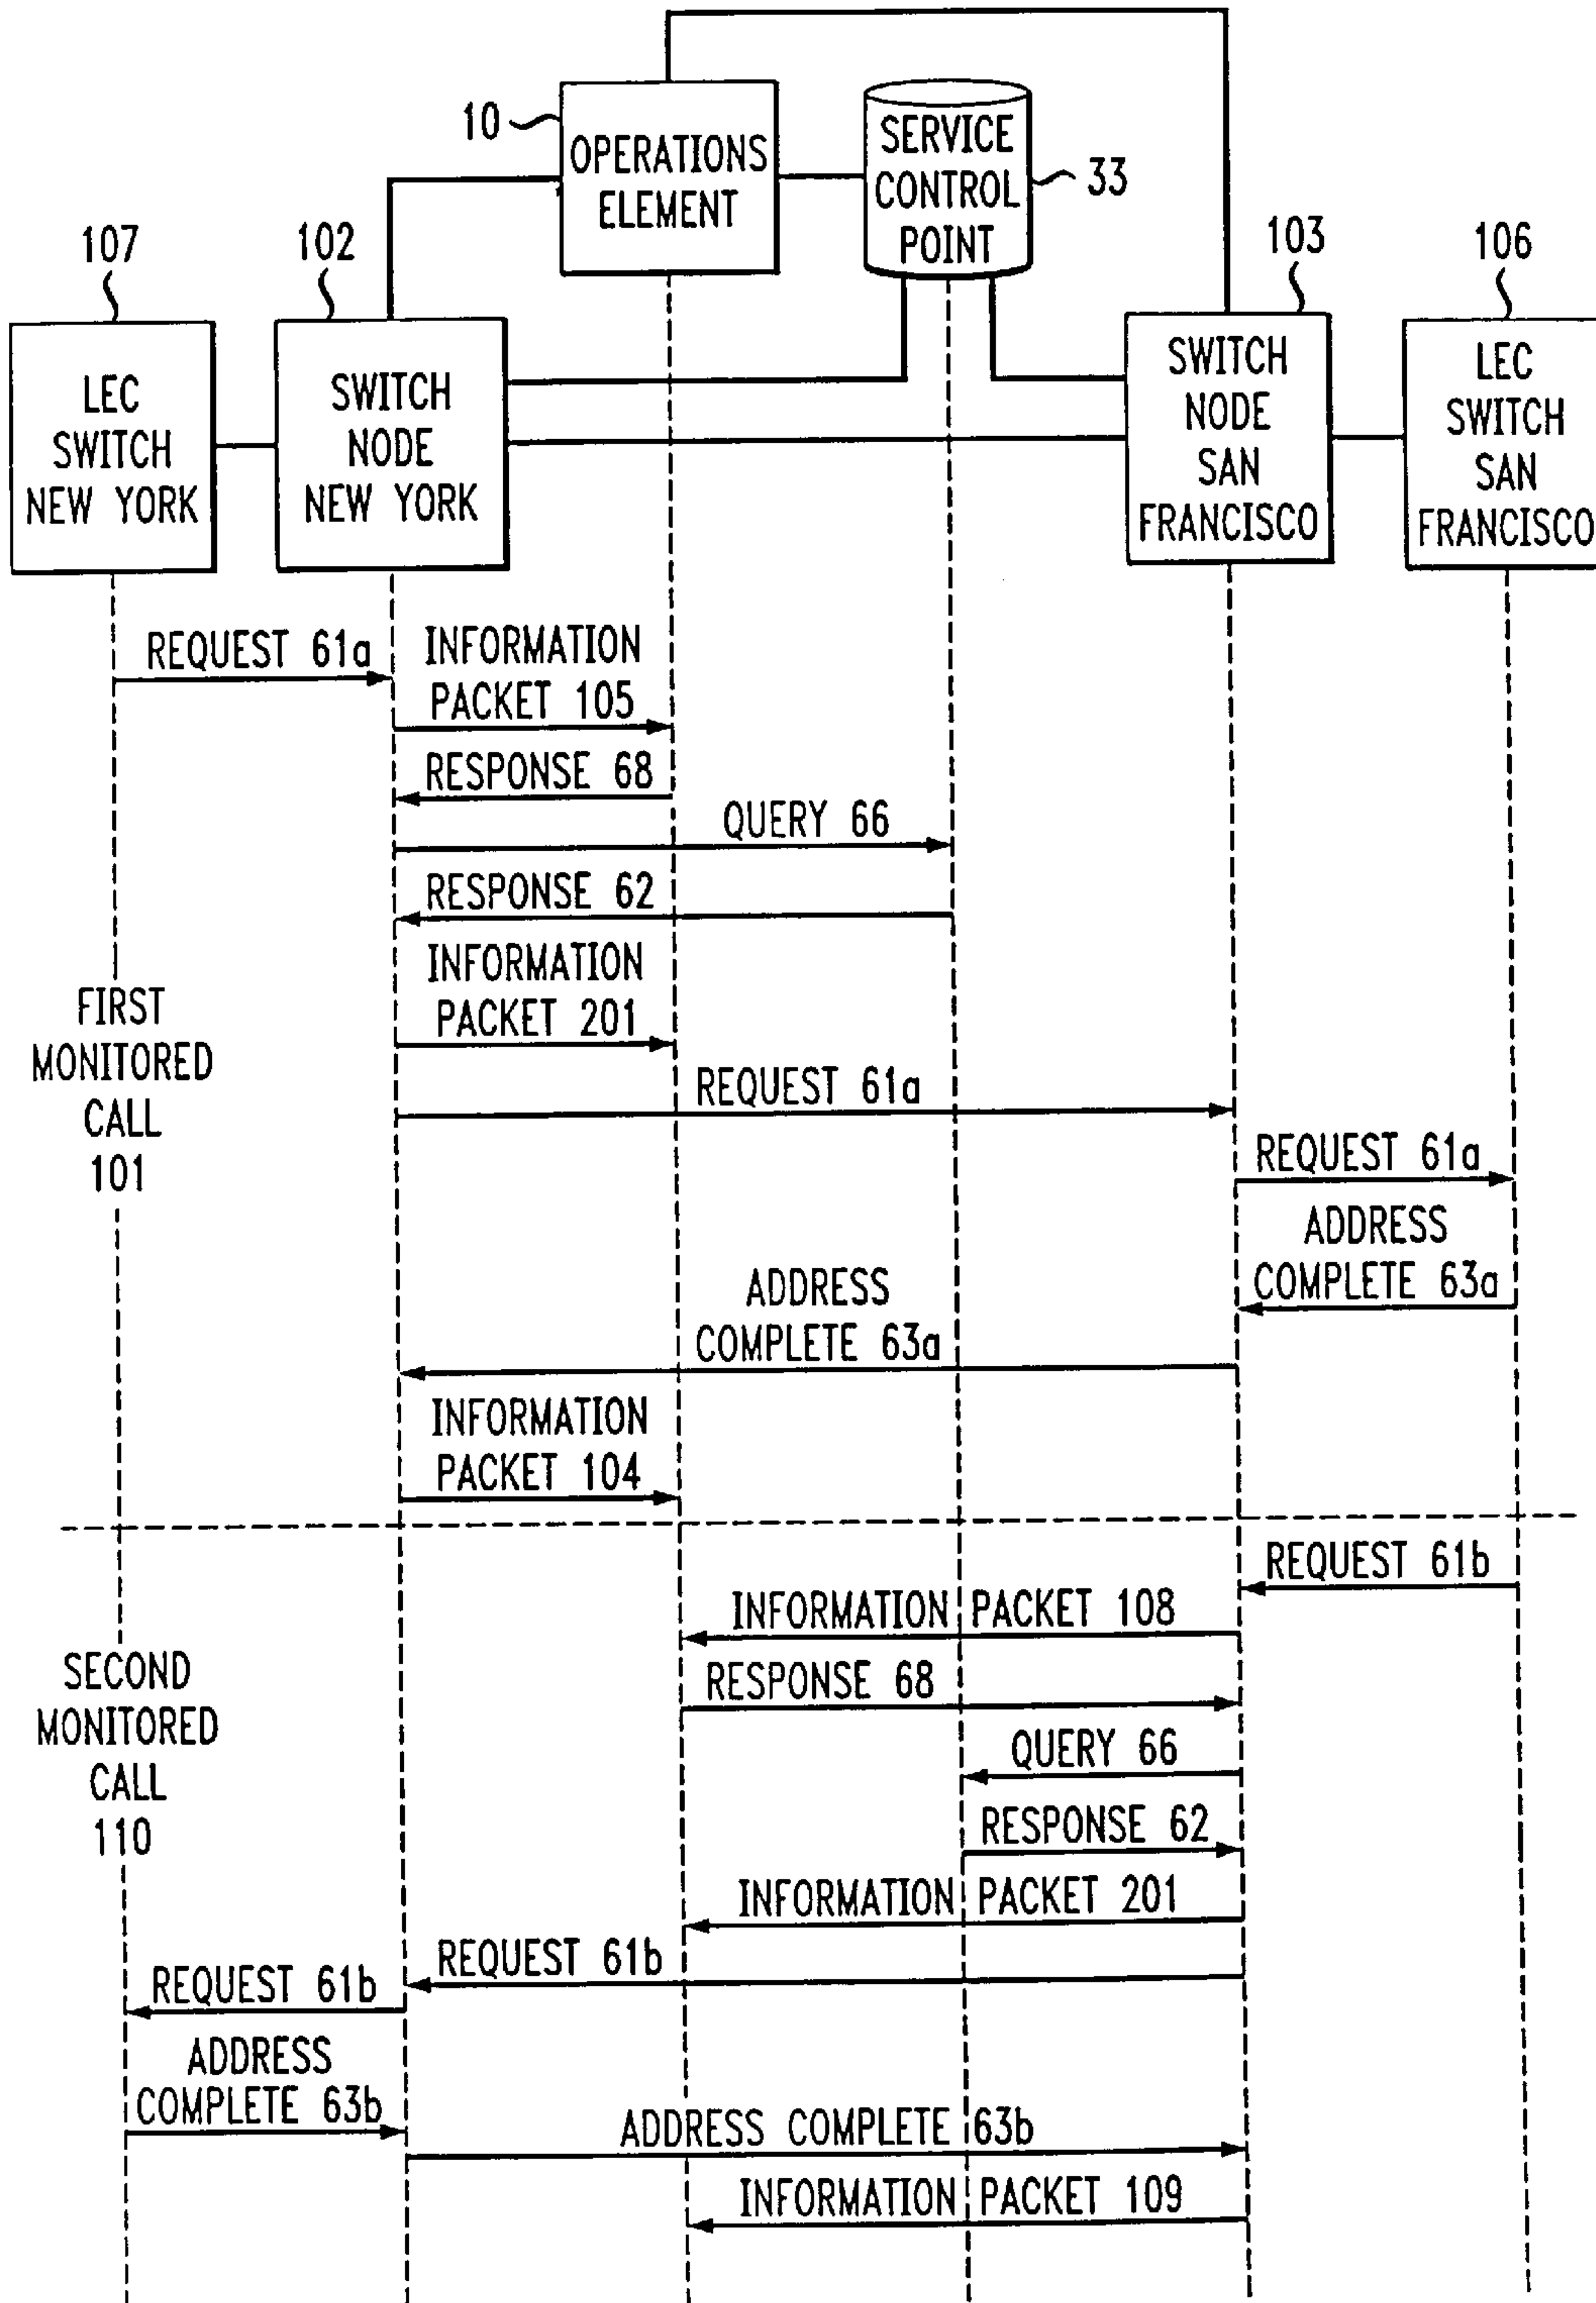 10
OPERATIONS
ELEMENT
SERVICE
CONTROL
POINT
33
107
102
103
106
LEC
SWITCH
NEW YORK
SWITCH
NODE
NEW YORK
SWITCH
NODE
SAN
FRANCISCO
LEC
SWITCH
SAN
FRANCISCO
REQUEST 61a
INFORMATION
PACKET 105
RESPONSE 68
QUERY 66
RESPONSE 62
INFORMATION
PACKET 201
FIRST
MONITORED
CALL
101
REQUEST 61a
REQUEST 61a
ADDRESS
COMPLETE 63a
ADDRESS
COMPLETE 63a
INFORMATION
PACKET 104
REQUEST 61b
INFORMATION PACKET 108
SECOND
MONITORED
CALL
110
RESPONSE 68
QUERY 66
RESPONSE 62
INFORMATION PACKET 201
REQUEST 61b
REQUEST 61b
ADDRESS
COMPLETE 63b
ADDRESS COMPLETE 63b
INFORMATION PACKET 109